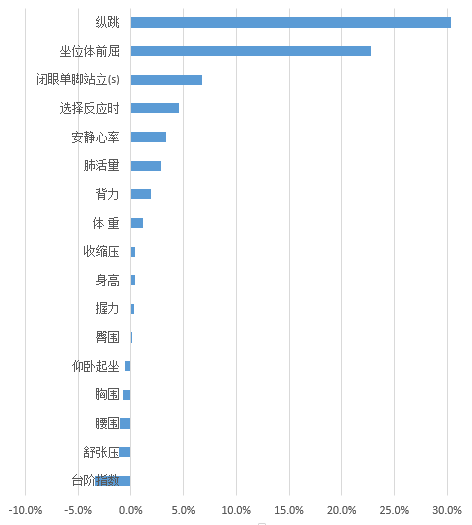 纵跳
坐位体前屈
闭眼单脚站立(s)
选择反应时
安静心率
肺活量
背力
体 重
收缩压
身高
握力
臀围
仰卧起坐
胸围
腰围
舒张压
台阶指数
-10.0% -5.0% 0.0% 5.0% 10.0% 15.0% 20.0% 25.0% 30.0%